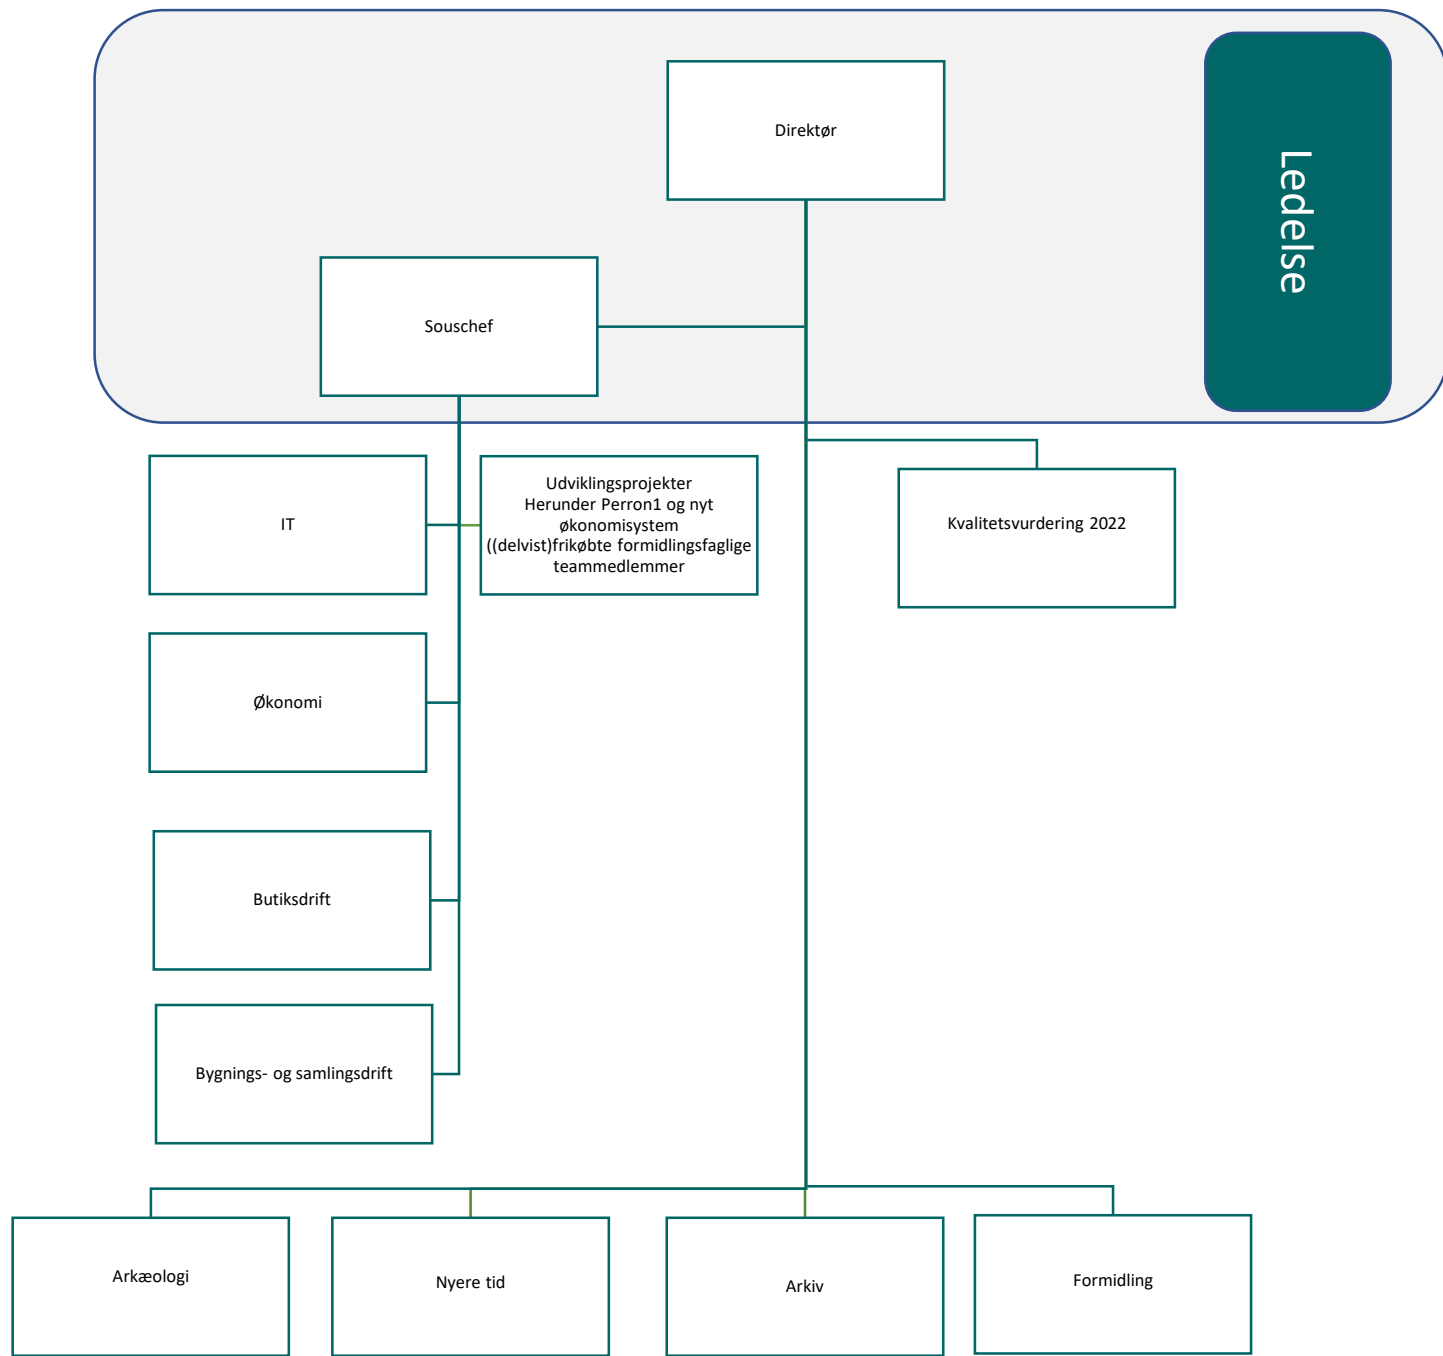 Direktør
Ledelse
Souschef
IT
Udviklingsprojekter
Herunder Perron1 og nyt
økonomisystem
((delvist)frikøbte formidlingsfaglige
teammedlemmer
Kvalitetsvurdering 2022
Økonomi
Butiksdrift
Bygnings- og samlingsdrift
Arkæologi
Nyere tid
Arkiv
Formidling